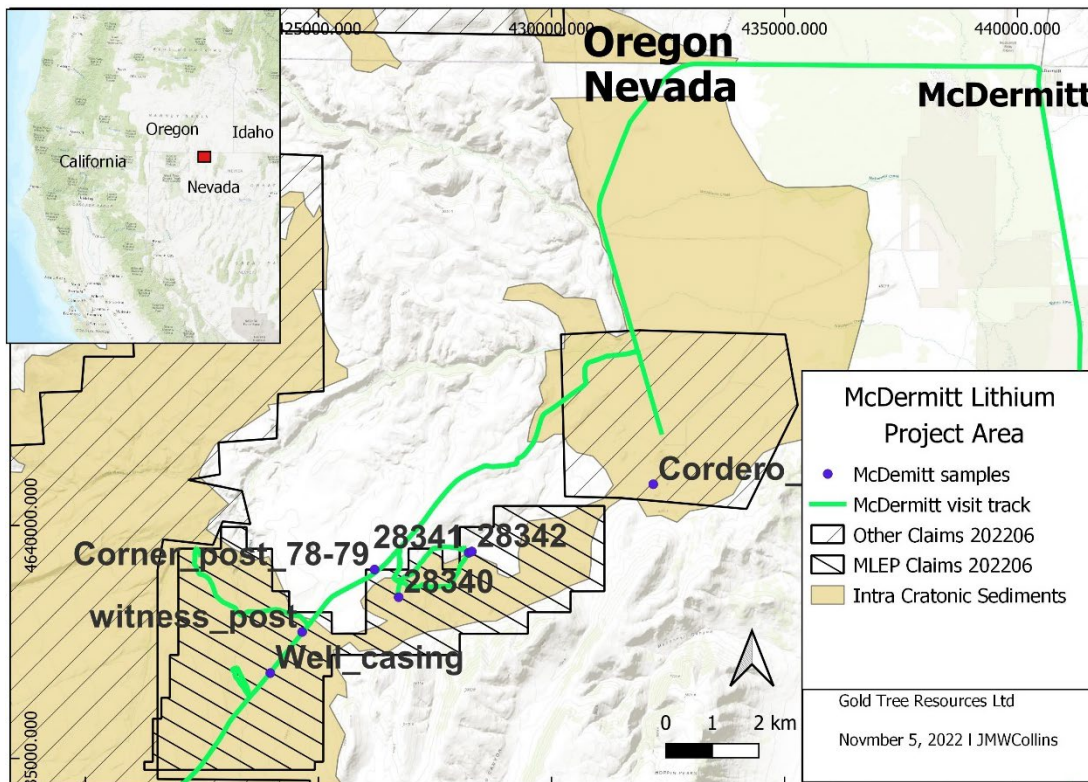 425000.000
430000.000
435000.000
440000.000
Oregon
Nevada
McDermitt
Oregon
Idaho
California
Nevada
Cordero_
4640000.000
Corner_post_78-79
28341
28342
28340
witness_post
Well_casing
0 1 2 km
McDermitt Lithium
Project Area
McDemitt samples
McDermitt visit track
Other Claims 202206
MLEP Claims 202206
Intra Cratonic Sediments
Gold Tree Resources Ltd
Novmber 5, 2022 I JMWCollins